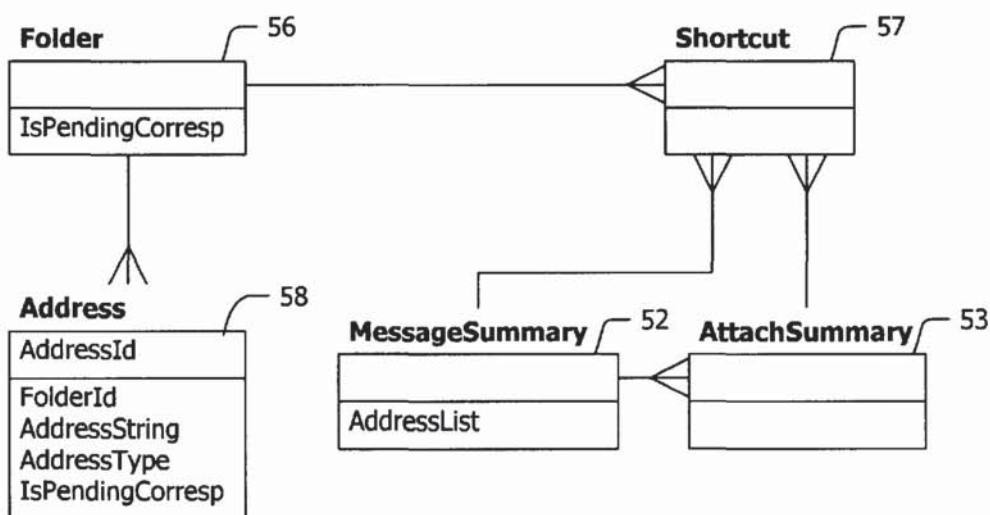 Folder
56
IsPendingCorresp
Shortcut
57
Address
58
AddressId
FolderId
AddressString
AddressType
IsPendingCorresp
MessageSummary
52
AddressList
AttachSummary
53